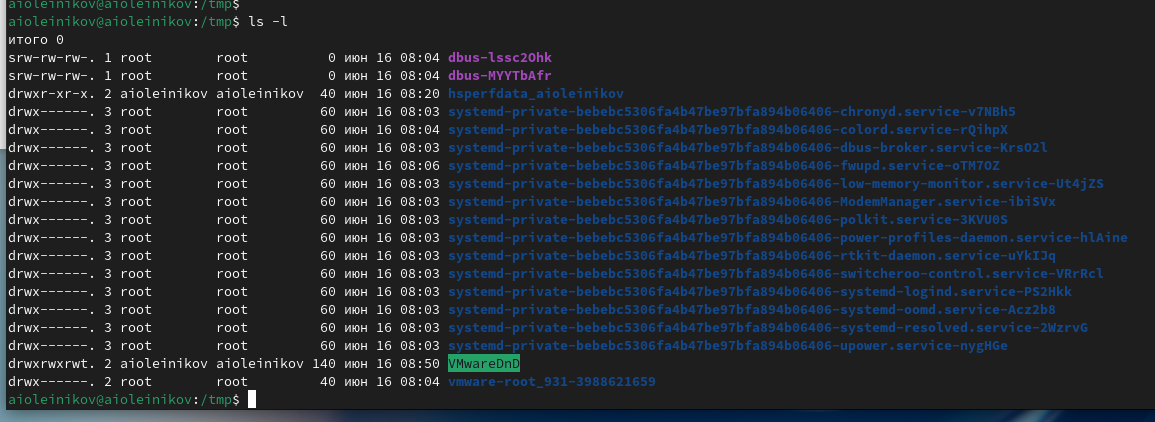 aioleinikov@aioleinikov:/tmp$
aioleinikov@aioleinikov:/tmp$ ls -l
итого 0
srw-rw-rw-. 1 root        root          0 июн 16 08:04 dbus-lssc2Ohk
srw-rw-rw-. 1 root        root          0 июн 16 08:04 dbus-MYYTbAfr
drwxr-xr-x. 2 aioleinikov aioleinikov  40 июн 16 08:20 hsperfdata_aioleinikov
drwx------. 3 root        root         60 июн 16 08:03 systemd-private-bebebc5306fa4b47be97bfa894b06406-chronyd.service-v7NBh5
drwx------. 3 root        root         60 июн 16 08:04 systemd-private-bebebc5306fa4b47be97bfa894b06406-colord.service-rQihpX
drwx------. 3 root        root         60 июн 16 08:03 systemd-private-bebebc5306fa4b47be97bfa894b06406-dbus-broker.service-KrsO2l
drwx------. 3 root        root         60 июн 16 08:06 systemd-private-bebebc5306fa4b47be97bfa894b06406-fwupd.service-oTM7OZ
drwx------. 3 root        root         60 июн 16 08:03 systemd-private-bebebc5306fa4b47be97bfa894b06406-low-memory-monitor.service-Ut4jZS
drwx------. 3 root        root         60 июн 16 08:03 systemd-private-bebebc5306fa4b47be97bfa894b06406-ModemManager.service-ibiSVx
drwx------. 3 root        root         60 июн 16 08:03 systemd-private-bebebc5306fa4b47be97bfa894b06406-polkit.service-3KVU0S
drwx------. 3 root        root         60 июн 16 08:03 systemd-private-bebebc5306fa4b47be97bfa894b06406-power-profiles-daemon.service-hlAine
drwx------. 3 root        root         60 июн 16 08:03 systemd-private-bebebc5306fa4b47be97bfa894b06406-rtkit-daemon.service-uYkIJq
drwx------. 3 root        root         60 июн 16 08:03 systemd-private-bebebc5306fa4b47be97bfa894b06406-switcheroo-control.service-VRrRcl
drwx------. 3 root        root         60 июн 16 08:03 systemd-private-bebebc5306fa4b47be97bfa894b06406-systemd-logind.service-PS2Hkk
drwx------. 3 root        root         60 июн 16 08:03 systemd-private-bebebc5306fa4b47be97bfa894b06406-systemd-oomd.service-Acz2b8
drwx------. 3 root        root         60 июн 16 08:03 systemd-private-bebebc5306fa4b47be97bfa894b06406-systemd-resolved.service-2WzrvG
drwx------. 3 root        root         60 июн 16 08:03 systemd-private-bebebc5306fa4b47be97bfa894b06406-upower.service-nygHGe
drwxrwxrwt. 2 aioleinikov aioleinikov 140 июн 16 08:50 VMwareDnD
drwx------. 2 root        root         40 июн 16 08:04 vmware-root_931-3988621659
aioleinikov@aioleinikov:/tmp$